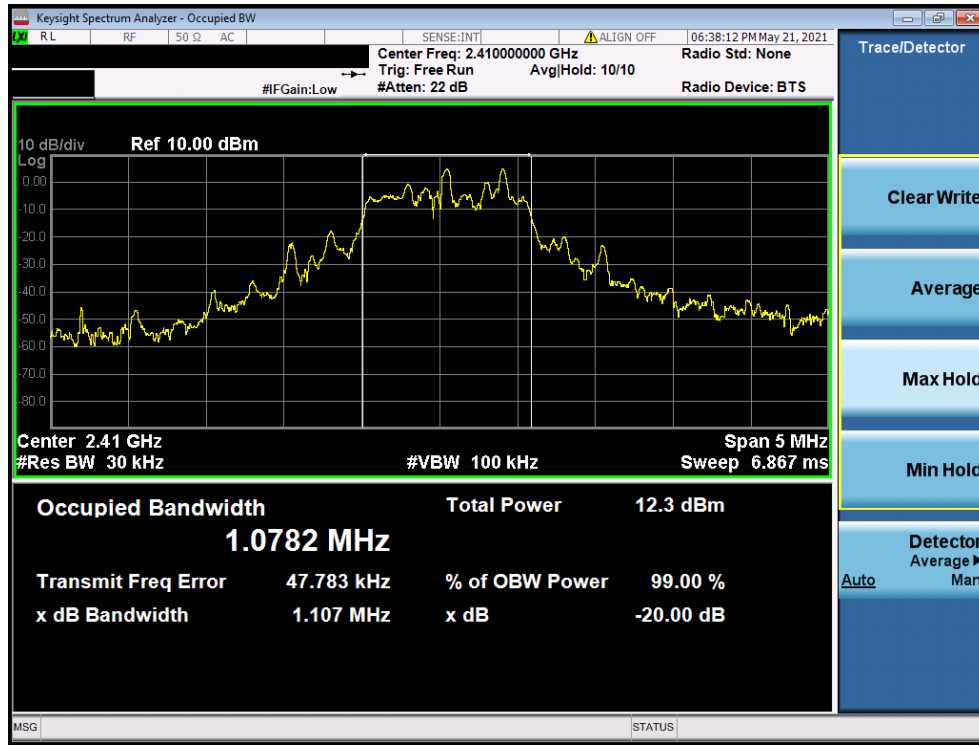 Keysight Spectrum Analyzer - Occupied BW
LXI RL RF 50 Ω AC SENSE:INT ALIGN OFF 06:38:12 PM May 21, 2021
Center Freq: 2.410000000 GHz Radio Std: None
Trig: Free Run Avg|Hold: 10/10
#IFGain:Low #Atten: 22 dB Radio Device: BTS
Trace/Detector
10 dB/div Ref 10.00 dBm
Log
0.00
-10.0
-20.0
-30.0
-40.0
-50.0
-60.0
-70.0
-80.0
Center 2.41 GHz Span 5 MHz
#Res BW 30 kHz #VBW 100 kHz Sweep 6.867 ms
Occupied Bandwidth Total Power 12.3 dBm
1.0782 MHz
Transmit Freq Error 47.783 kHz % of OBW Power 99.00 %
x dB Bandwidth 1.107 MHz x dB -20.00 dB
Clear Write
Average
Max Hold
Min Hold
Detector
Average
Auto Man
MSG STATUS